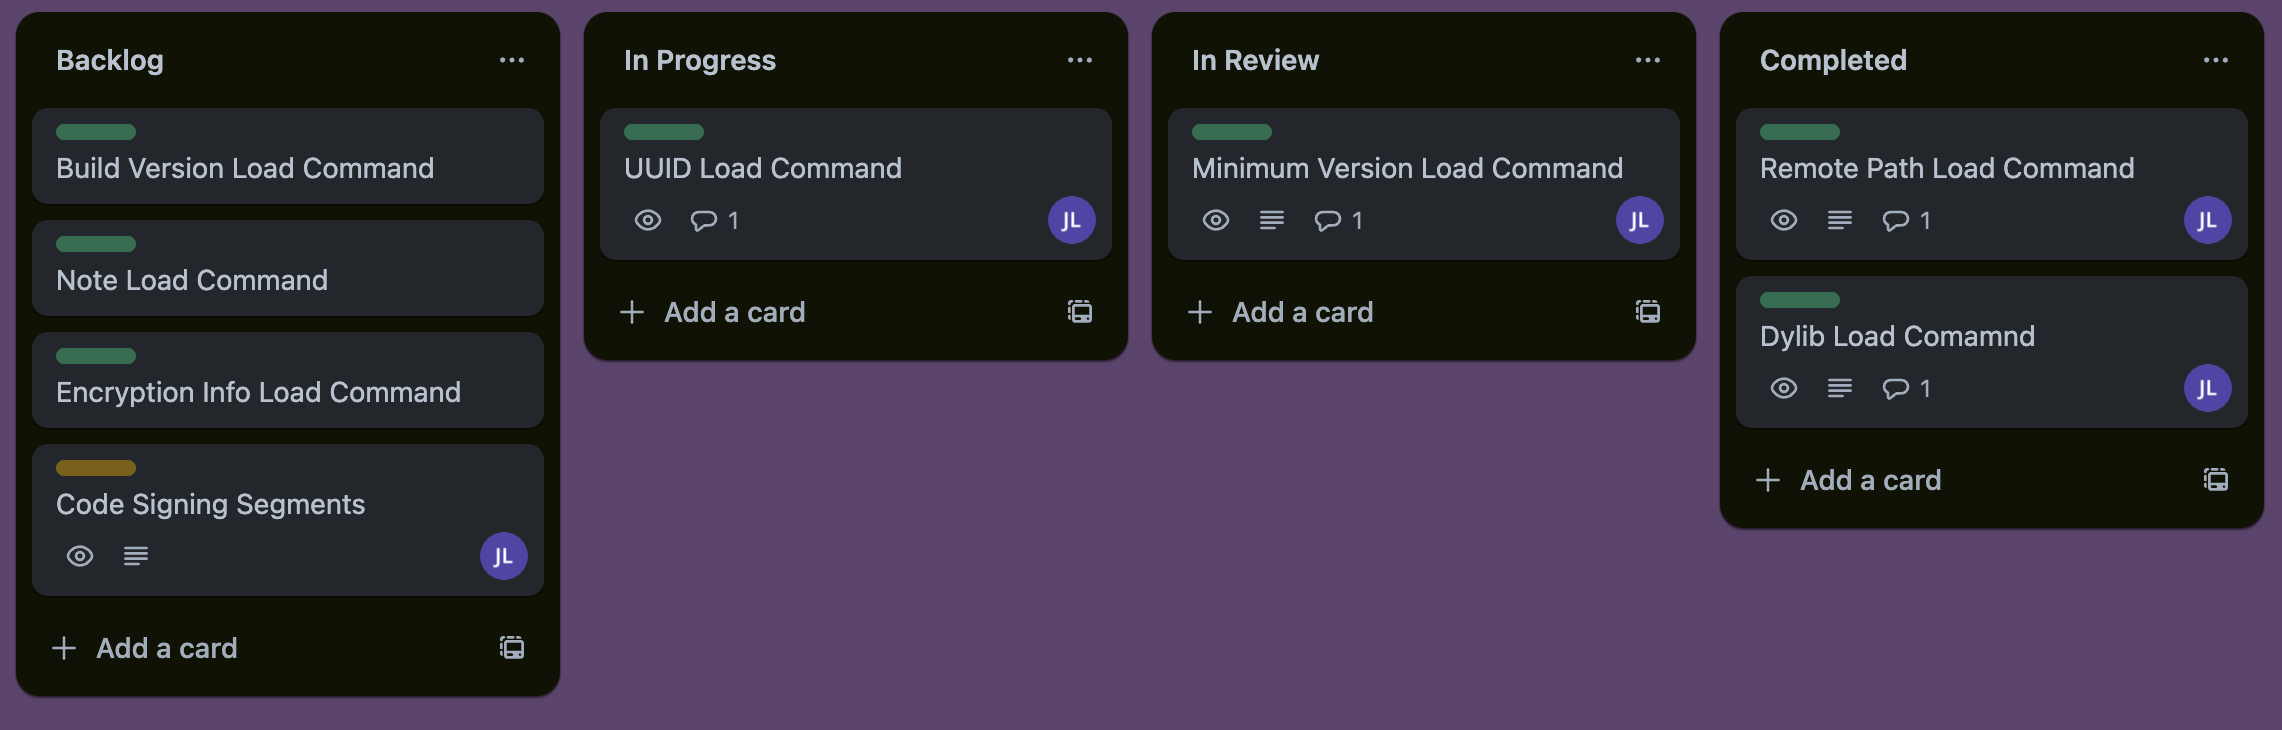 Backlog
Build Version Load Command
Note Load Command
Encryption Info Load Command
Code Signing Segments
JL
Add a card
In Progress
UUID Load Command
1
JL
Add a card
In Review
Minimum Version Load Command
1
JL
Add a card
Completed
Remote Path Load Command
1
JL
Dylib Load Comamnd
1
JL
Add a card